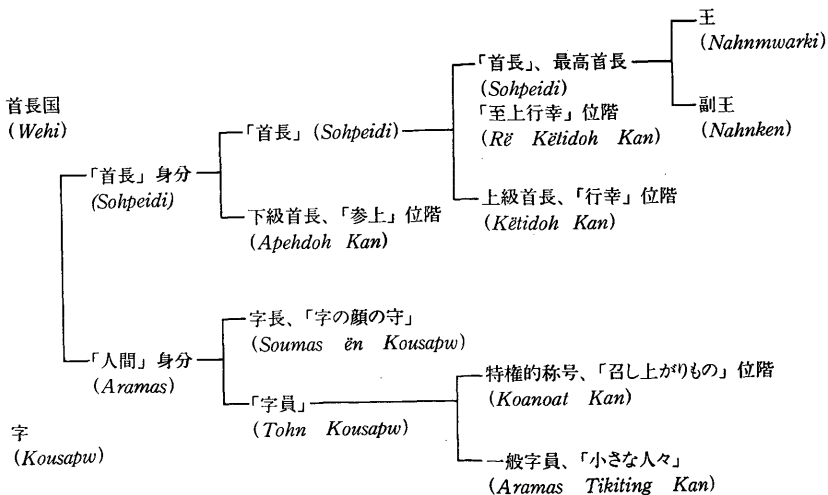 王
(Nahnmwarki)
「首長」、最高首長
(Sohpeidi)
「至上行幸」位階
(Rë Këlidoh Kan)
副王
(Nahnken)
首長国
(Wehi)
「首長」(Sohpeidi)
「首長」身分
(Sohpeidi)
上級首長、「行幸」位階
(Këtidoh Kan)
下級首長、「参上」位階
(Apehdoh Kan)
字長、「字の顔の守」
(Soumas ën Kousapw)
「人間」身分
(Aramas)
特権的称号、「召し上がりもの」位階
(Koanoat Kan)
「字員」
(Tohn Kousapw)
字
(Kousapw)
一般字員、「小さな人々」
(Aramas Tikiting Kan)